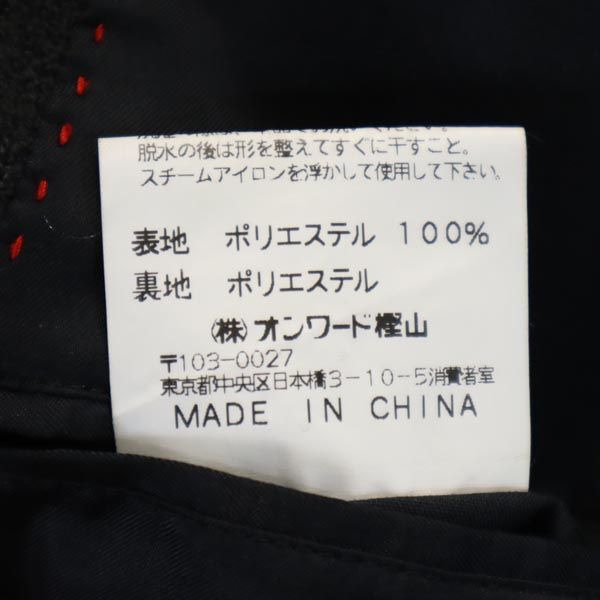 脱水の後は形を整えてすぐに干すこと。
スチームアイロンを浮かして使用して下さい。
表地 ポリエステル 100%
裏地 ポリエステル
㈱オンワード樫山
〒103-0027
東京都中央区日本橋3-10-5消費者室
MADE IN CHINA